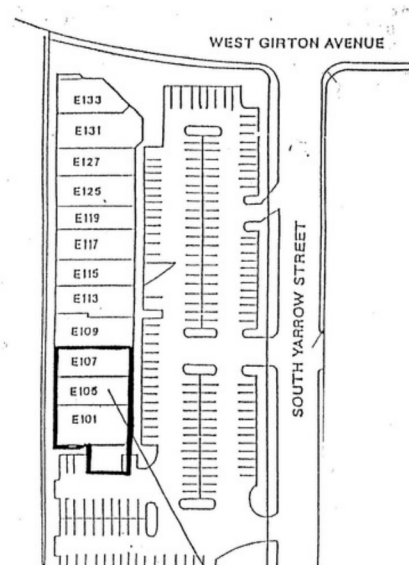 WEST GIRTON AVENUE
E133
E131
E127
E125
E119
E117
E115
E113
E109
E107
E105
E101
SOUTH YARROW STREET